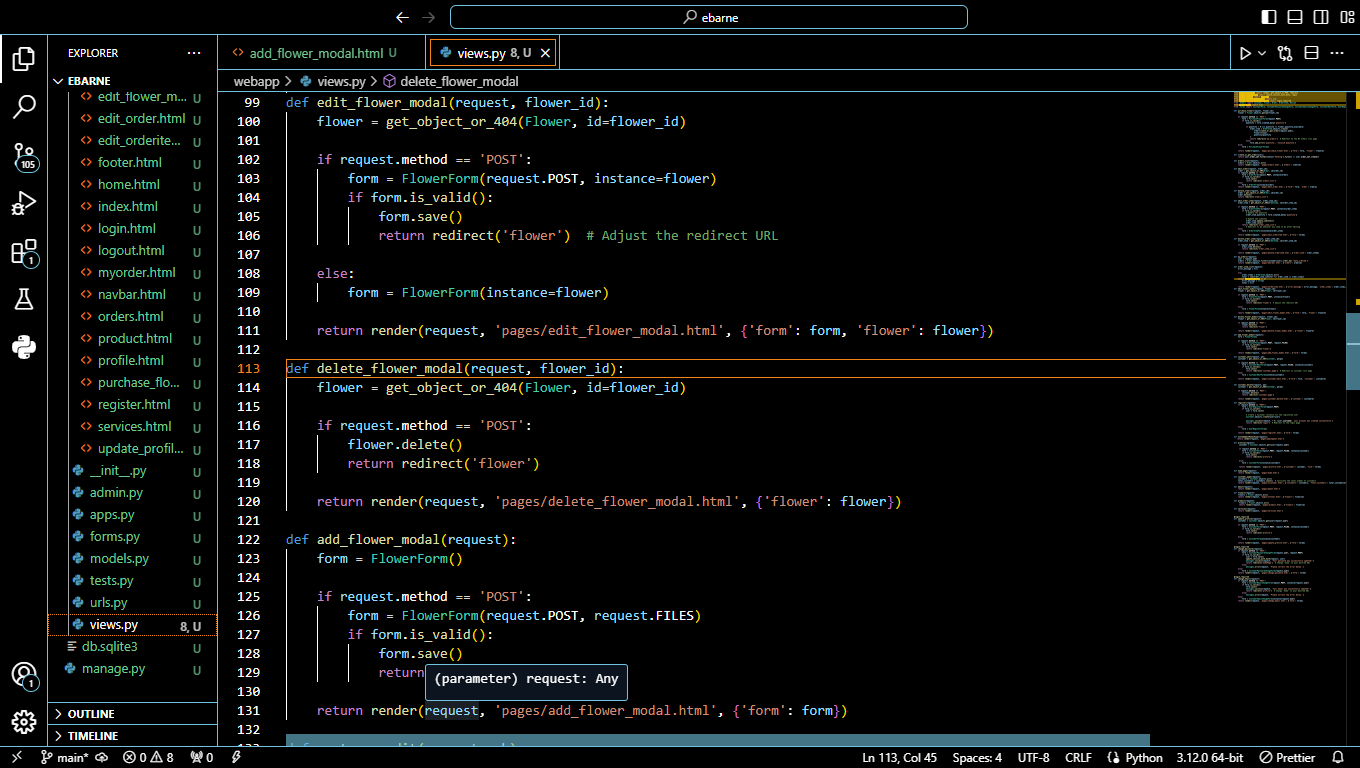 ebarne
EXPLORER
add_flower_modal.html U
views.py 8, U
EBARNE
webapp > views.py > delete_flower_modal
edit_flower_m... U
edit_order.html U
edit_orderite... U
footer.html U
home.html U
index.html U
login.html U
logout.html U
myorder.html U
navbar.html U
orders.html U
product.html U
profile.html U
purchase_flo... U
register.html U
services.html U
update_profil... U
__init__.py U
admin.py U
apps.py U
forms.py U
models.py U
tests.py U
urls.py U
views.py 8, U
db.sqlite3 U
manage.py U
OUTLINE
TIMELINE
105
1
1
99 def edit_flower_modal(request, flower_id):
100 flower = get_object_or_404(Flower, id=flower_id)
101
102 if request.method == 'POST':
103 form = FlowerForm(request.POST, instance=flower)
104 if form.is_valid():
105 form.save()
106 return redirect('flower') # Adjust the redirect URL
107
108 else:
109 form = FlowerForm(instance=flower)
110
111 return render(request, 'pages/edit_flower_modal.html', {'form': form, 'flower': flower})
112
113 def delete_flower_modal(request, flower_id):
114 flower = get_object_or_404(Flower, id=flower_id)
115
116 if request.method == 'POST':
117 flower.delete()
118 return redirect('flower')
119
120 return render(request, 'pages/delete_flower_modal.html', {'flower': flower})
121
122 def add_flower_modal(request):
123 form = FlowerForm()
124
125 if request.method == 'POST':
126 form = FlowerForm(request.POST, request.FILES)
127 if form.is_valid():
128 form.save()
129 return
(parameter) request: Any
130
131 return render(request, 'pages/add_flower_modal.html', {'form': form})
132
main* 0 8 0 Ln 113, Col 45 Spaces: 4 UTF-8 CRLF Python 3.12.0 64-bit Prettier